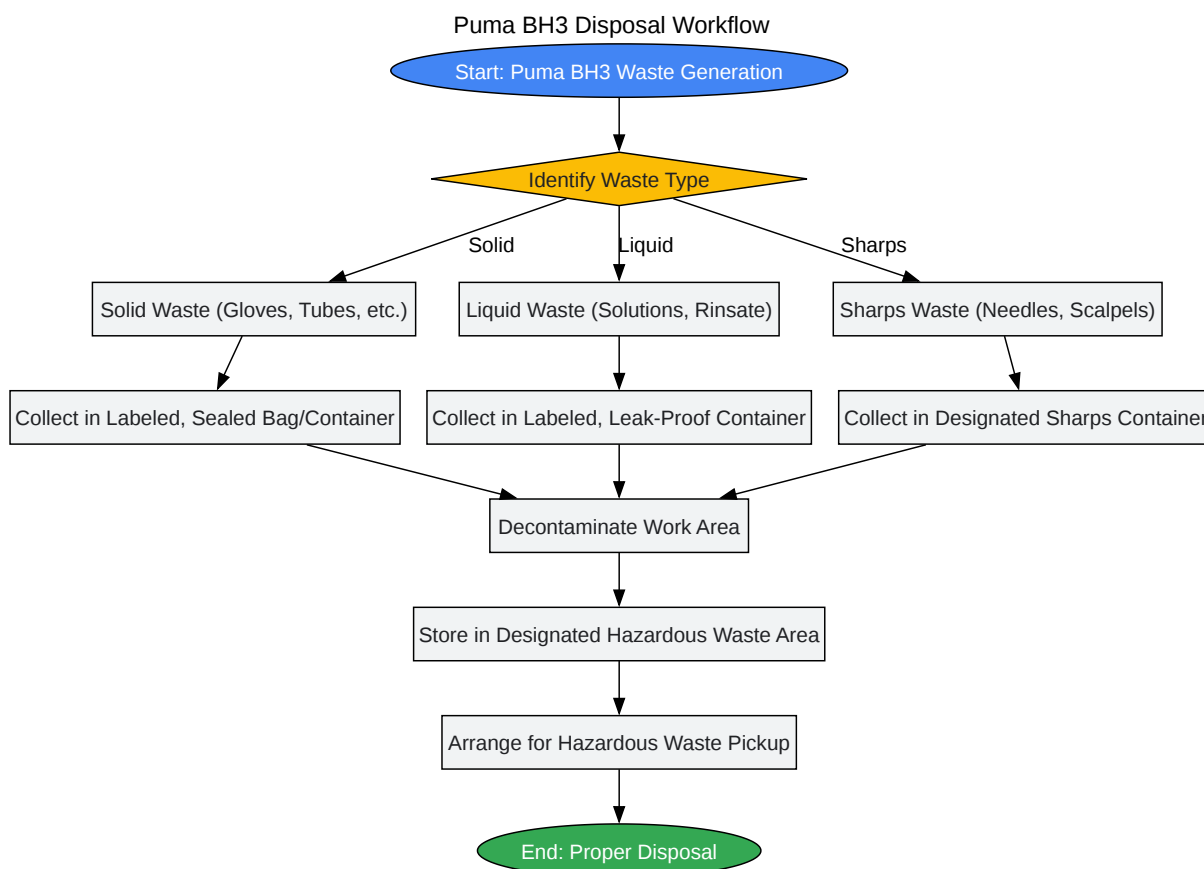 Puma BH3 Disposal Workflow
Start: Puma BH3 Waste Generation
Identify Waste Type
Solid
Liquid
Sharps
Solid Waste (Gloves, Tubes, etc.)
Liquid Waste (Solutions, Rinsate)
Sharps Waste (Needles, Scalpels)
Collect in Labeled, Sealed Bag/Container
Collect in Labeled, Leak-Proof Container
Collect in Designated Sharps Container
Decontaminate Work Area
Store in Designated Hazardous Waste Area
Arrange for Hazardous Waste Pickup
End: Proper Disposal